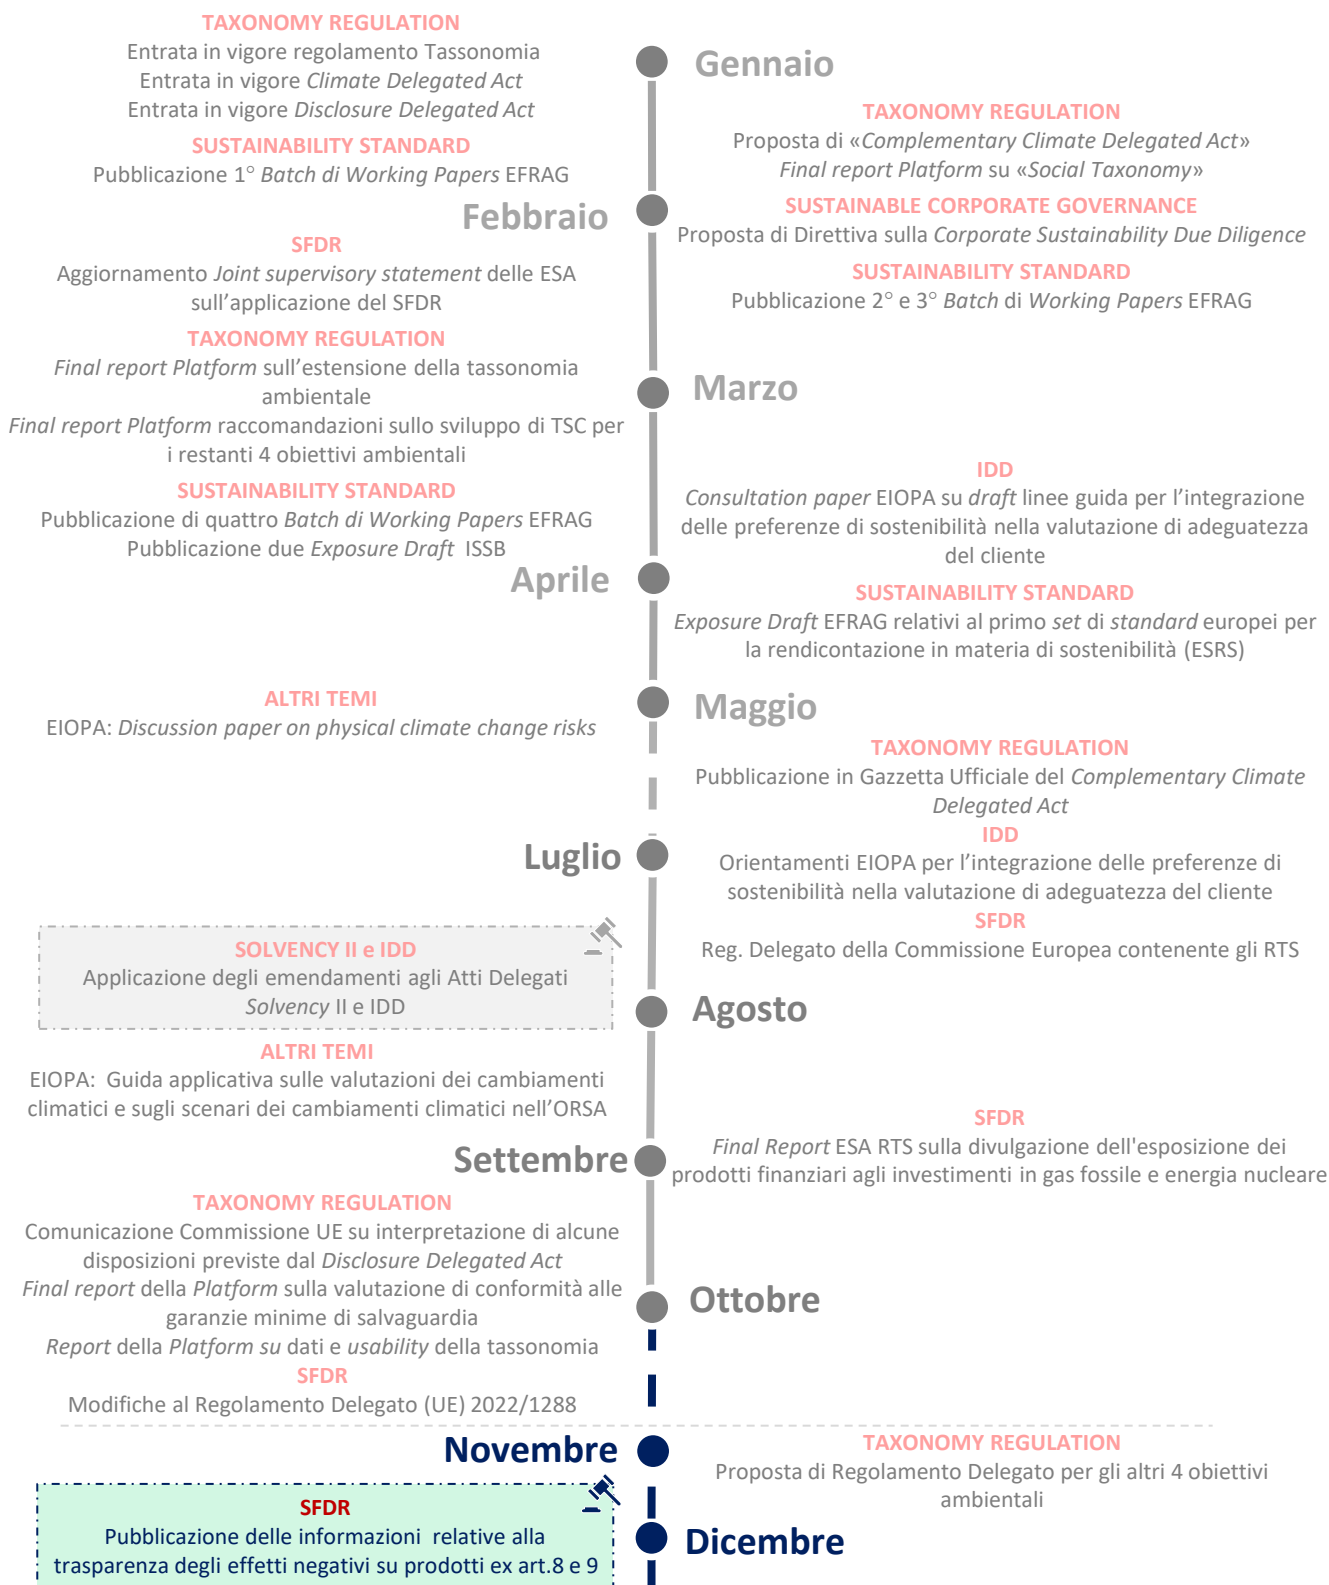 TAXONOMY REGULATION
Entrata in vigore regolamento Tassonomia
Entrata in vigore Climate Delegated Act
Entrata in vigore Disclosure Delegated Act
SUSTAINABILITY STANDARD
Pubblicazione 1° Batch di Working Papers EFRAG
Gennaio
TAXONOMY REGULATION
Proposta di «Complementary Climate Delegated Act»
Final report Platform su «Social Taxonomy»
SUSTAINABLE CORPORATE GOVERNANCE
Proposta di Direttiva sulla Corporate Sustainability Due Diligence
SUSTAINABILITY STANDARD
Pubblicazione 2° e 3° Batch di Working Papers EFRAG
Febbraio
SFDR
Aggiornamento Joint supervisory statement delle ESA
sull'applicazione del SFDR
TAXONOMY REGULATION
Final report Platform sull'estensione della tassonomia
ambientale
Final report Platform raccomandazioni sullo sviluppo di TSC per
i restanti 4 obiettivi ambientali
SUSTAINABILITY STANDARD
Pubblicazione di quattro Batch di Working Papers EFRAG
Pubblicazione due Exposure Draft ISSB
Marzo
IDD
Consultation paper EIOPA su draft linee guida per l'integrazione
delle preferenze di sostenibilità nella valutazione di adeguatezza
del cliente
SUSTAINABILITY STANDARD
Exposure Draft EFRAG relativi al primo set di standard europei per
la rendicontazione in materia di sostenibilità (ESRS)
Aprile
ALTRI TEMI
EIOPA: Discussion paper on physical climate change risks
Maggio
TAXONOMY REGULATION
Pubblicazione in Gazzetta Ufficiale del Complementary Climate
Delegated Act
IDD
Orientamenti EIOPA per l'integrazione delle preferenze di
sostenibilità nella valutazione di adeguatezza del cliente
SFDR
Reg. Delegato della Commissione Europea contenente gli RTS
Luglio
SOLVENCY II e IDD
Applicazione degli emendamenti agli Atti Delegati
Solvency II e IDD
ALTRI TEMI
EIOPA: Guida applicativa sulle valutazioni dei cambiamenti
climatici e sugli scenari dei cambiamenti climatici nell'ORSA
Agosto
SFDR
Final Report ESA RTS sulla divulgazione dell'esposizione dei
prodotti finanziari agli investimenti in gas fossile e energia nucleare
Settembre
TAXONOMY REGULATION
Comunicazione Commissione UE su interpretazione di alcune
disposizioni previste dal Disclosure Delegated Act
Final report della Platform sulla valutazione di conformità alle
garanzie minime di salvaguardia
Report della Platform su dati e usability della tassonomia
SFDR
Modifiche al Regolamento Delegato (UE) 2022/1288
Ottobre
Novembre
TAXONOMY REGULATION
Proposta di Regolamento Delegato per gli altri 4 obiettivi
ambientali
SFDR
Pubblicazione delle informazioni relative alla
trasparenza degli effetti negativi su prodotti ex art.8 e 9
Dicembre